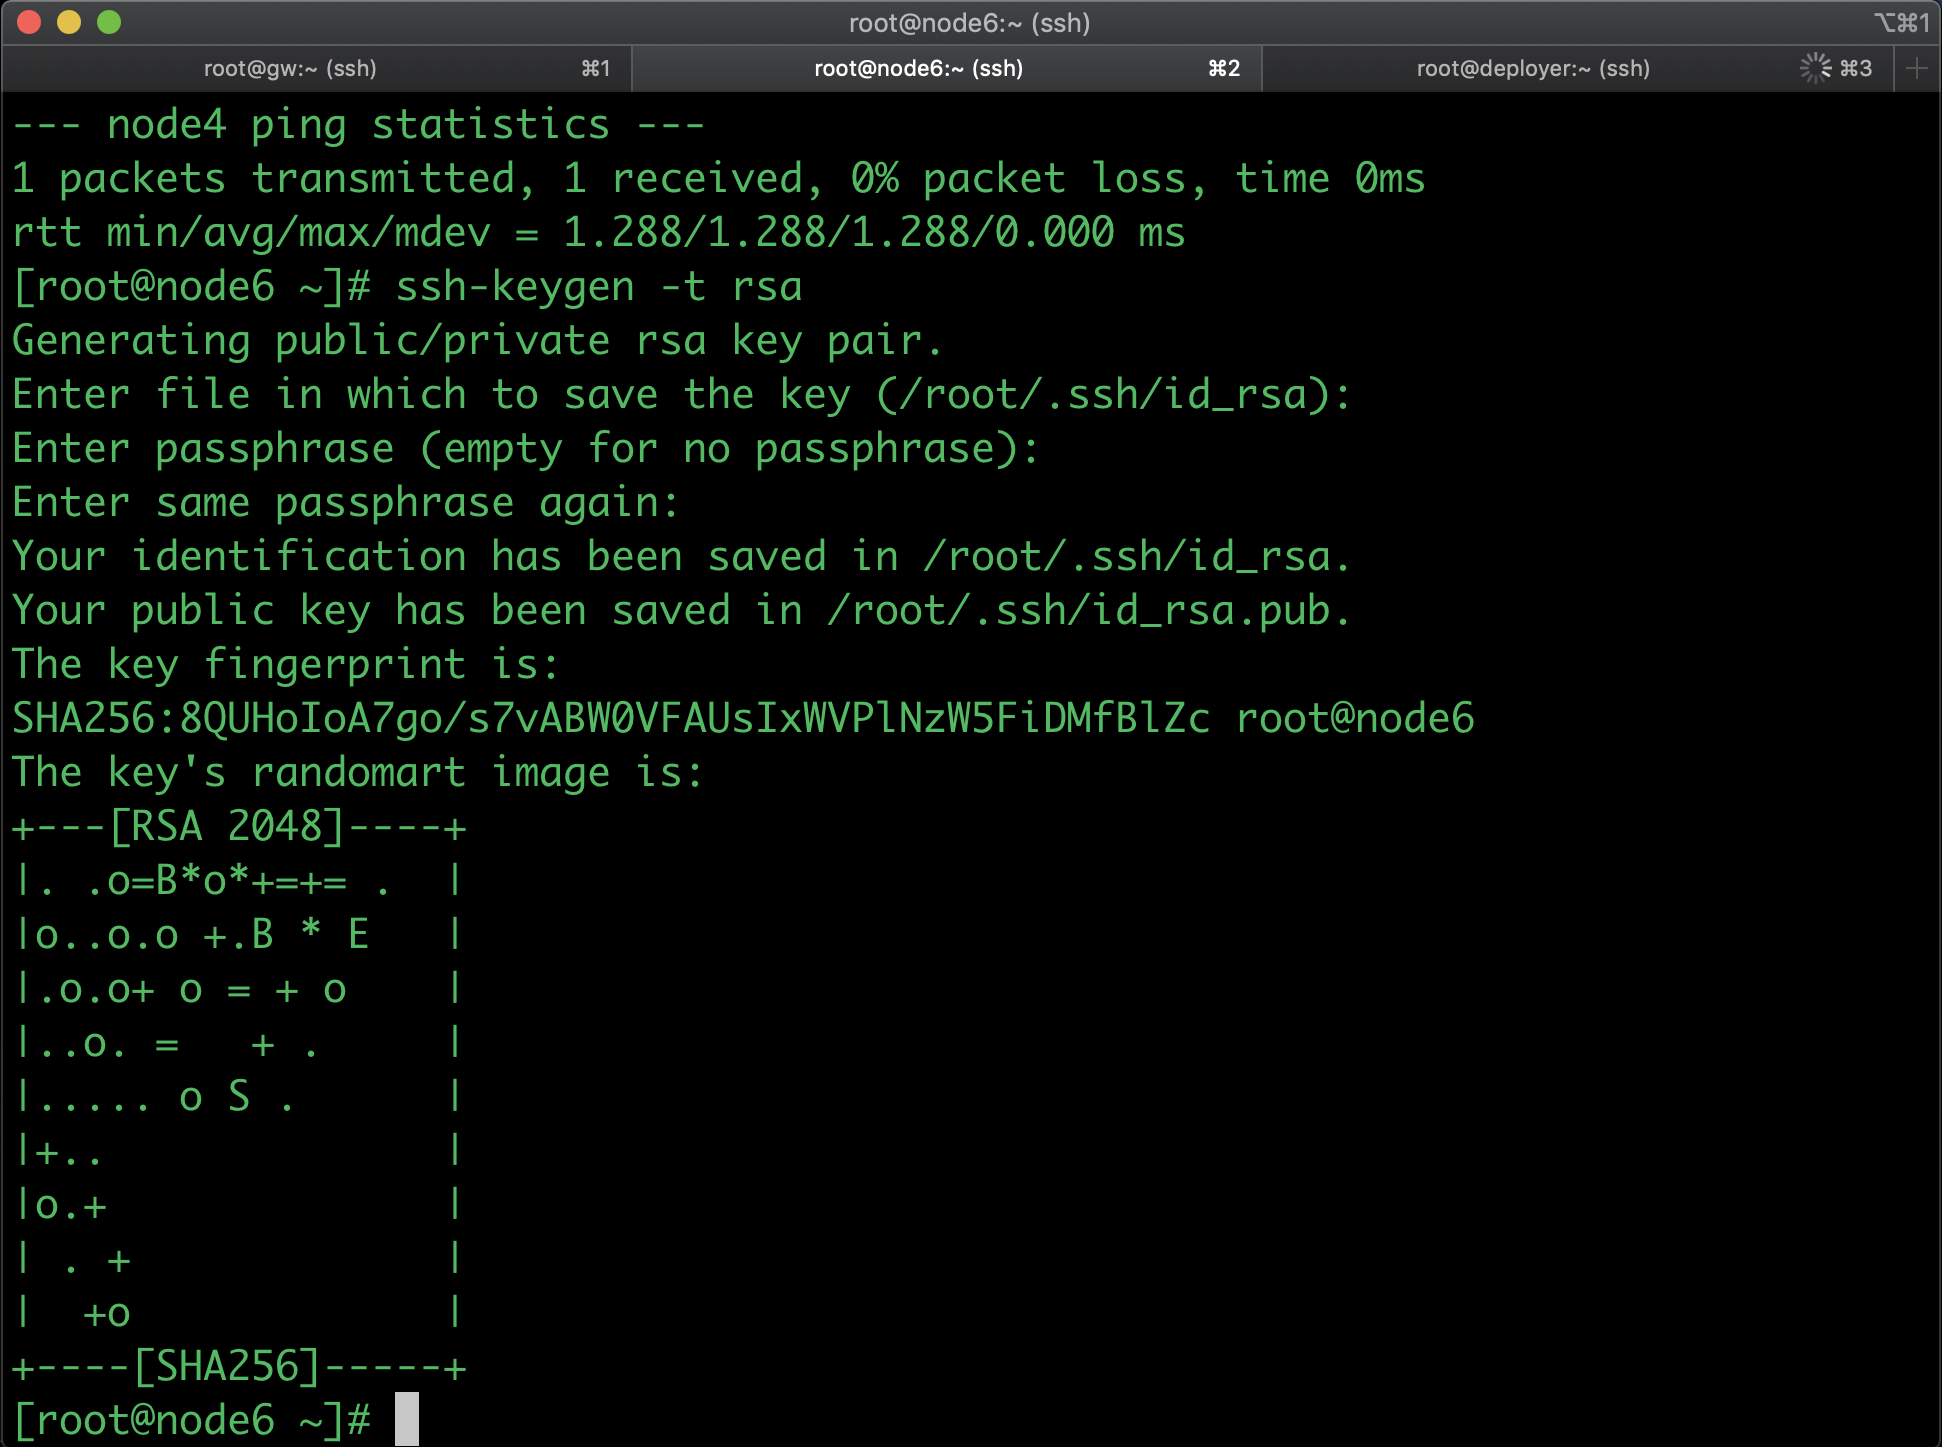 root@node6:~ (ssh)
⌥⌘1
root@gw:~ (ssh) ⌘1
root@node6:~ (ssh) ⌘2
root@deployer:~ (ssh) ⌘3
--- node4 ping statistics ---
1 packets transmitted, 1 received, 0% packet loss, time 0ms
rtt min/avg/max/mdev = 1.288/1.288/1.288/0.000 ms
[root@node6 ~]# ssh-keygen -t rsa
Generating public/private rsa key pair.
Enter file in which to save the key (/root/.ssh/id_rsa):
Enter passphrase (empty for no passphrase):
Enter same passphrase again:
Your identification has been saved in /root/.ssh/id_rsa.
Your public key has been saved in /root/.ssh/id_rsa.pub.
The key fingerprint is:
SHA256:8QUHoIoA7go/s7vABW0VFAUsIxWVPlNzW5FiDMfBlZc root@node6
The key's randomart image is:
+---[RSA 2048]----+
|. .o=B*o*+=+= .  |
|o..o.o +.B * E   |
|.o.o+ o = + o    |
|..o. =   + .     |
|..... o S .      |
|+..              |
|o.+              |
| . +             |
|  +o             |
+----[SHA256]-----+
[root@node6 ~]#